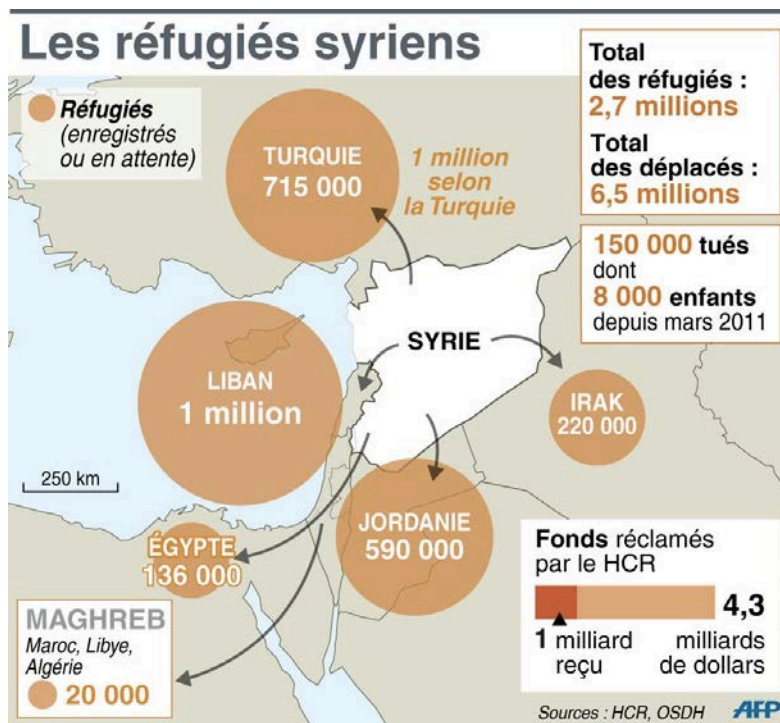 Les réfugiés syriens
Réfugiés
(enregistrés
ou en attente)
TURQUIE
715 000
1 million
selon
la Turquie
Total
des réfugiés :
2,7 millions
Total
des déplacés :
6,5 millions
150 000 tués
dont
8 000 enfants
depuis mars 2011
SYRIE
LIBAN
1 million
IRAK
220 000
250 km
JORDANIE
590 000
ÉGYPTE
136 000
MAGHREB
Maroc, Libye,
Algérie
20 000
Fonds réclamés
par le HCR
4,3
milliards
de dollars
1 milliard
reçu
Sources : HCR, OSDH
AFP